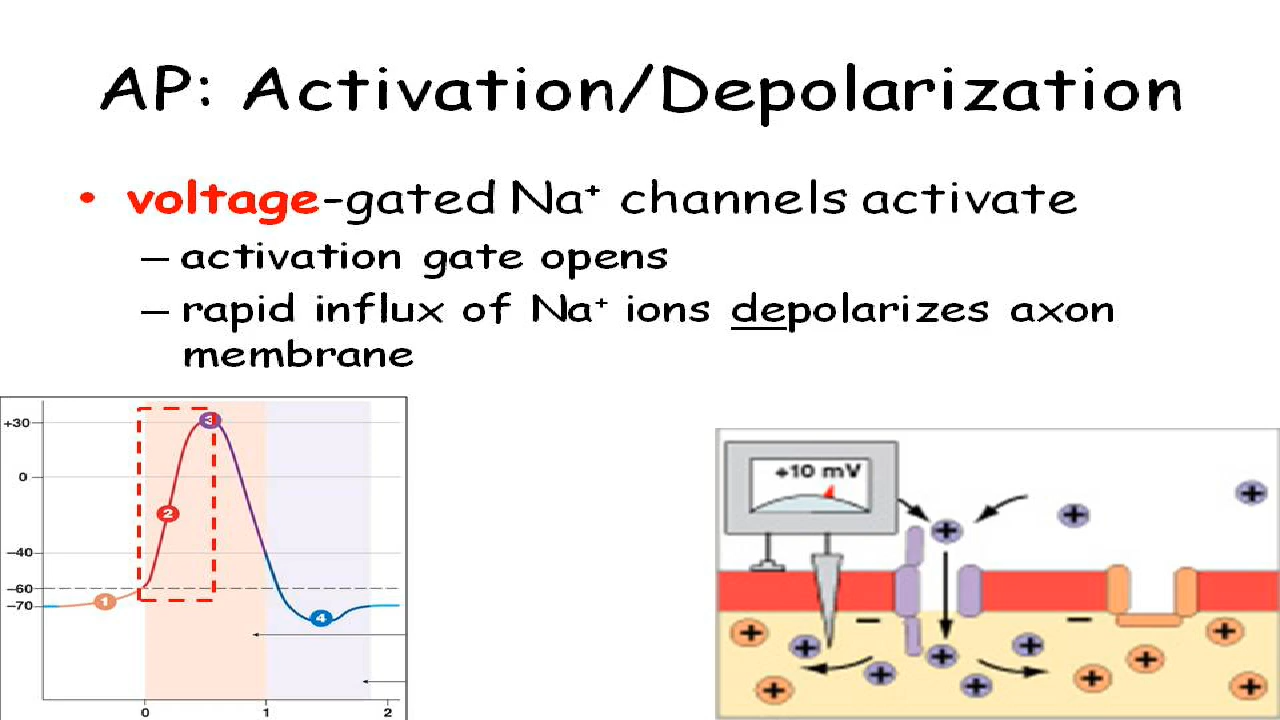 AP: Activation/Depolarization
• voltage-gated Na⁺ channels activate
– activation gate opens
– rapid influx of Na⁺ ions depolarizes axon
membrane
+30
0
-40
-60
-70
1
2
3
4
0 1 2
+10 mV
+ + +
– –
+ + + + +
+ + + + +